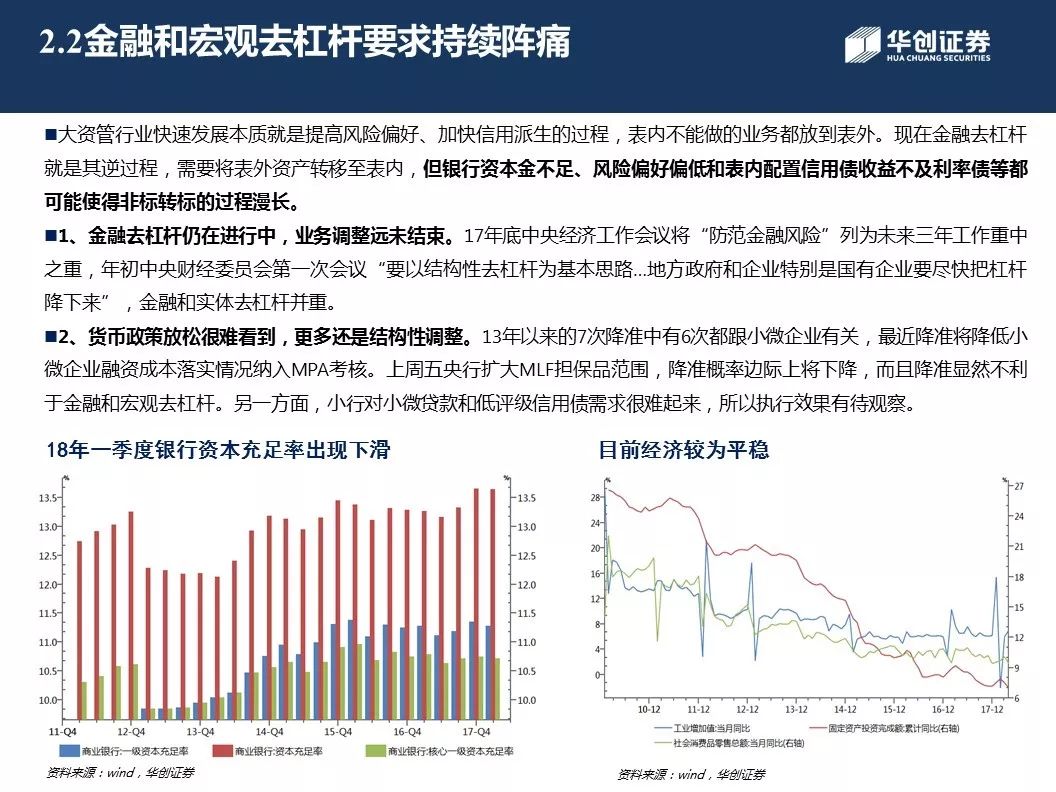 2.2金融和宏观去杠杆要求持续阵痛
华创证券
HUA CHUANG SECURITIES
■大资管行业快速发展本质就是提高风险偏好、加快信用派生的过程，表内不能做的业务都放到表外。现在金融去杠杆
就是其逆过程，需要将表外资产转移至表内，但银行资本金不足、风险偏好偏低和表内配置信用债收益不及利率债等都
可能使得非标转标的过程漫长。
■1、金融去杠杆仍在进行中，业务调整远未结束。17年底中央经济工作会议将“防范金融风险”列为未来三年工作重中
之重，年初中央财经委员会第一次会议“要以结构性去杠杆为基本思路...地方政府和企业特别是国有企业要尽快把杠杆
降下来”，金融和实体去杠杆并重。
■2、货币政策放松很难看到，更多还是结构性调整。13年以来的7次降准中有6次都跟小微企业有关，最近降准将降低小
微企业融资成本落实情况纳入MPA考核。上周五央行扩大MLF担保品范围，降准概率边际上将下降，而且降准显然不利
于金融和宏观去杠杆。另一方面，小行对小微贷款和低评级信用债需求很难起来，所以执行效果有待观察。
18年一季度银行资本充足率出现下滑
% %
13.5 13.5
13.0 13.0
12.5 12.5
12.0 12.0
11.5 11.5
11.0 11.0
10.5 10.5
10.0 10.0
11-Q4 12-Q4 13-Q4 14-Q4 15-Q4 16-Q4 17-Q4
商业银行:一级资本充足率 商业银行:资本充足率 商业银行:核心一级资本充足率
资料来源：wind，华创证券
目前经济较为平稳
% %
28 27
24 24
20 21
16 18
12 15
8 12
4 9
0 6
10-12 11-12 12-12 13-12 14-12 15-12 16-12 17-12
工业增加值:当月同比 固定资产投资完成额:累计同比(右轴)
社会消费品零售总额:当月同比(右轴)
资料来源：wind，华创证券